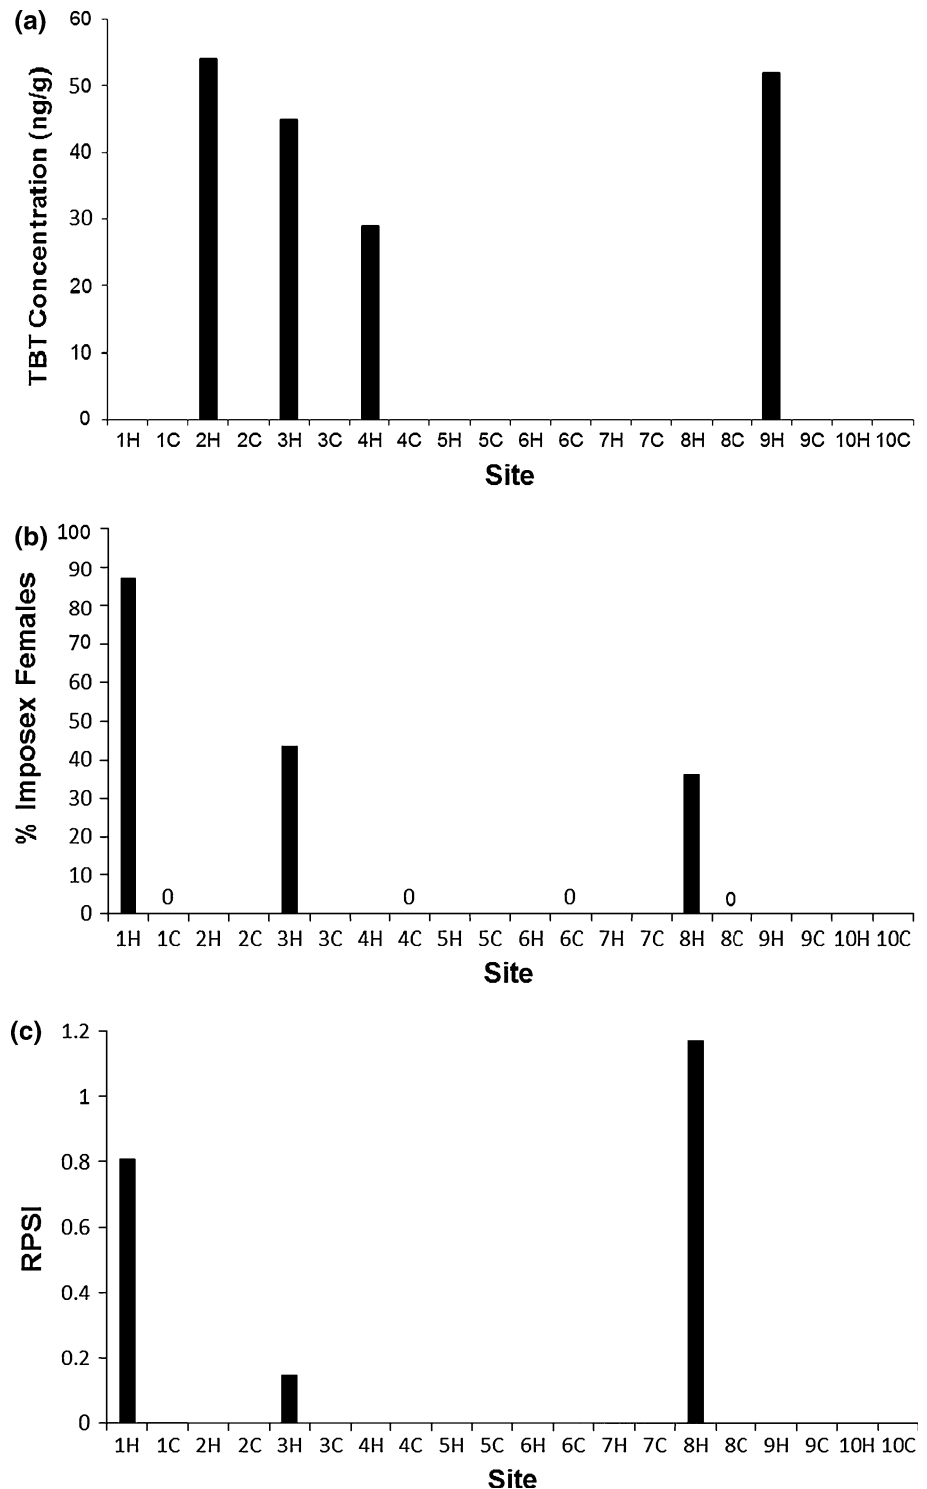 (a)
60
50
40
30
20
10
0
TBT Concentration (ng/g)
1H 1C 2H 2C 3H 3C 4H 4C 5H 5C 6H 6C 7H 7C 8H 8C 9H 9C 10H 10C
Site
(b)
100
90
80
70
60
50
40
30
20
10
0
% Imposex Females
0 0 0 0
1H 1C 2H 2C 3H 3C 4H 4C 5H 5C 6H 6C 7H 7C 8H 8C 9H 9C 10H 10C
Site
(c)
1.2
1
0.8
0.6
0.4
0.2
0
RPSI
1H 1C 2H 2C 3H 3C 4H 4C 5H 5C 6H 6C 7H 7C 8H 8C 9H 9C 10H 10C
Site